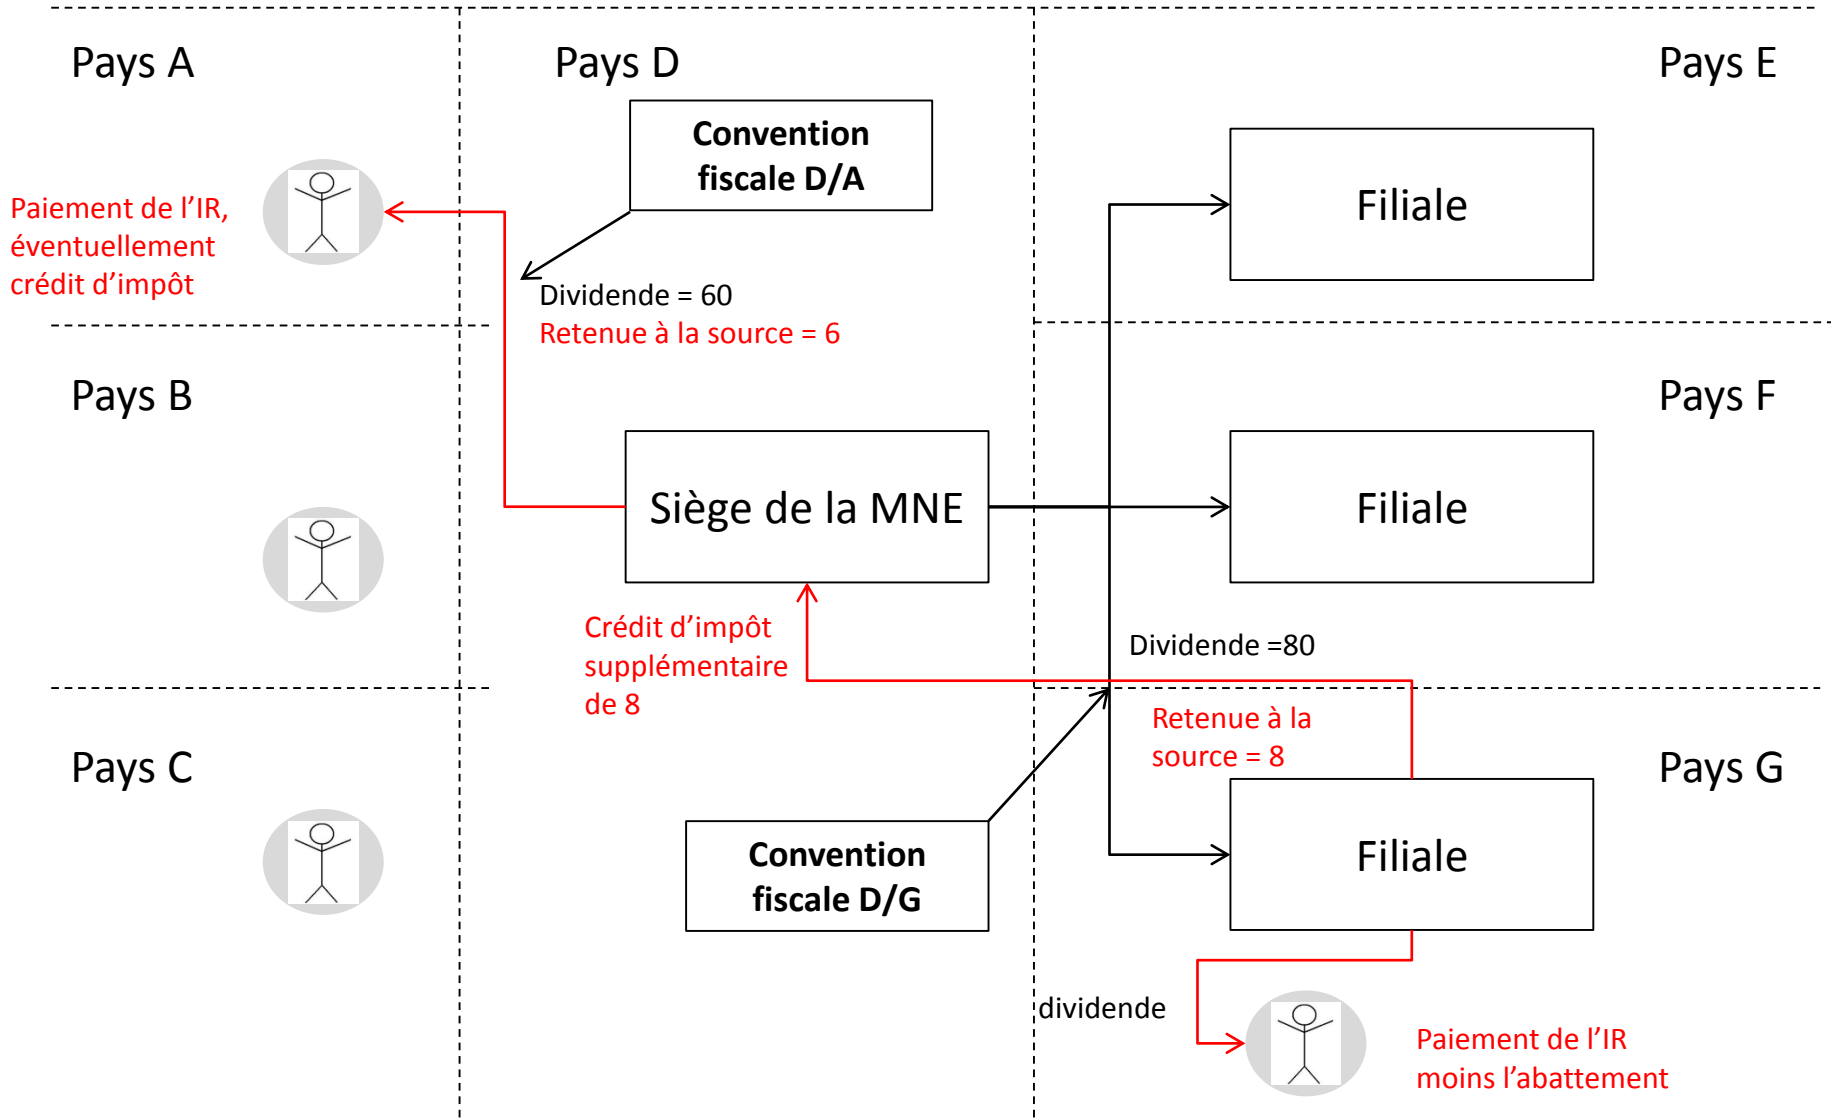 Pays A
Pays D
Pays E
Convention
fiscale D/A
Filiale
Paiement de l’IR,
éventuellement
crédit d’impôt
Dividende = 60
Retenue à la source = 6
Pays B
Pays F
Siège de la MNE
Filiale
Crédit d’impôt
supplémentaire
de 8
Dividende =80
Retenue à la
source = 8
Pays C
Pays G
Convention
fiscale D/G
Filiale
dividende
Paiement de l’IR
moins l’abattement